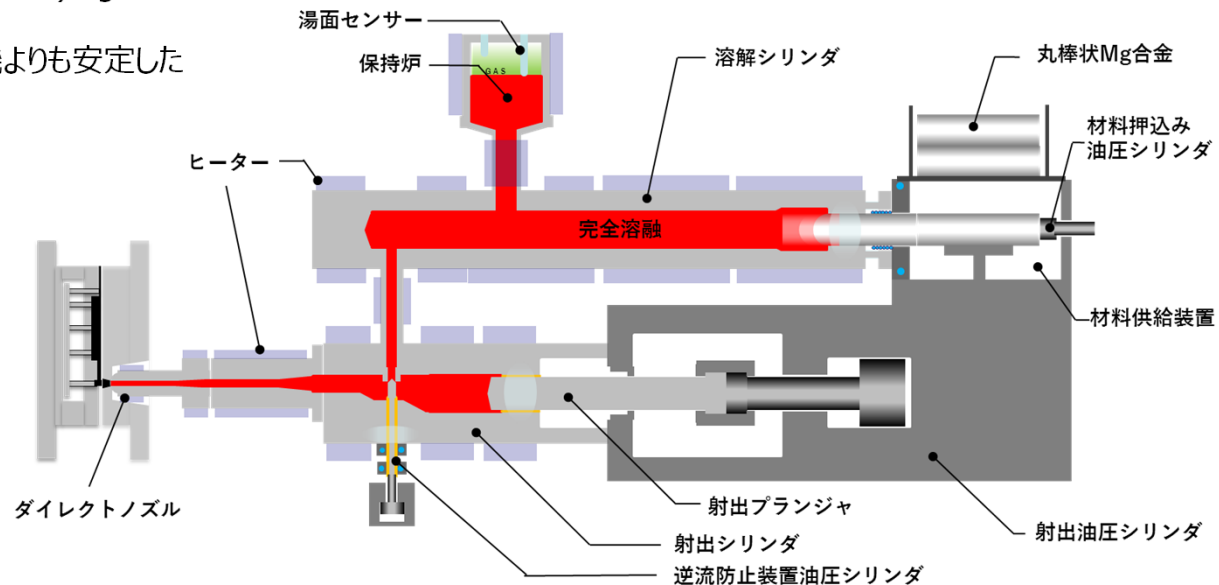 よりも安定した
湯面センサー
保持炉
GAS
溶解シリンダ
丸棒状Mg合金
材料押込み
油圧シリンダ
ヒーター
完全溶融
材料供給装置
ダイレクトノズル
射出プランジャ
射出シリンダ
射出油圧シリンダ
逆流防止装置油圧シリンダ